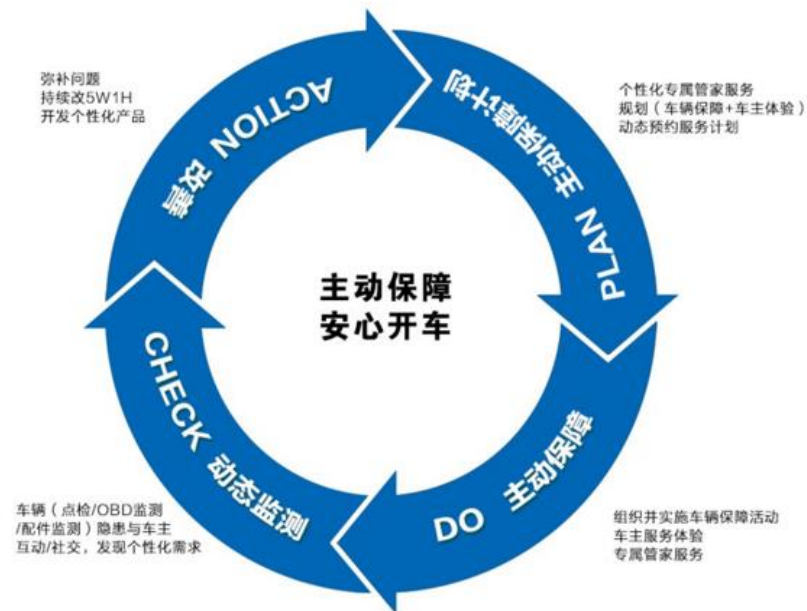 弥补问题
持续改5W1H
开发个性化产品
ACTION 改善
PLAN 主动保障计划
个性化专属管家服务
规划（车辆保障+车主体验）
动态预约服务计划
主动保障
安心开车
CHECK 动态监测
DO 主动保障
车辆（点检/OBD监测
/配件监测）隐患与车主
互动/社交，发现个性化需求
组织并实施车辆保障活动
车主服务体验
专属管家服务